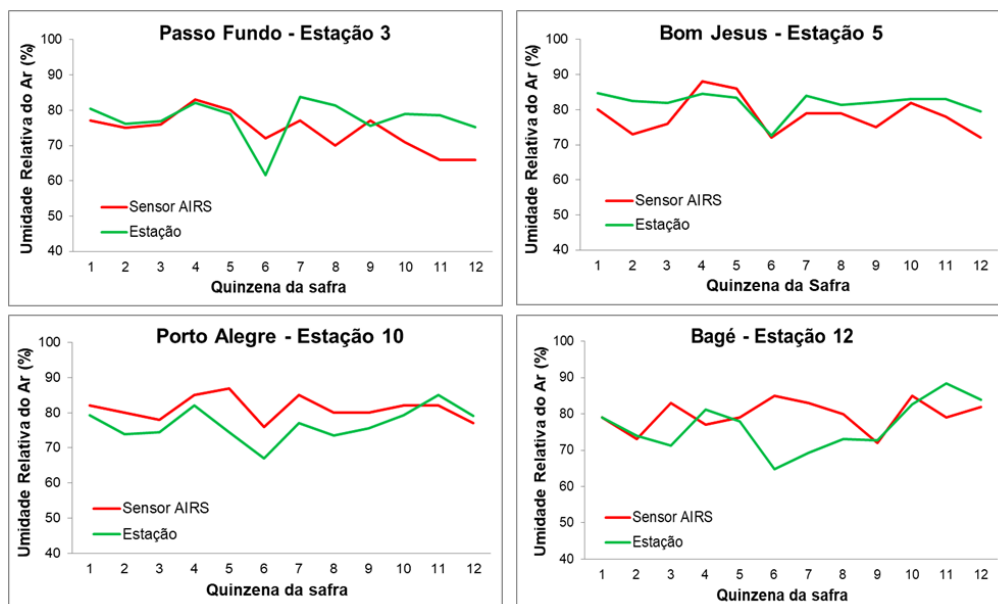 Passo Fundo - Estação 3
Umidade Relativa do Ar (%)
100
90
80
70
60
50
40
Sensor AIRS
Estação
1 2 3 4 5 6 7 8 9 10 11 12
Quinzena da safra
Bom Jesus - Estação 5
Umidade Relativa do Ar (%)
100
90
80
70
60
50
40
Sensor AIRS
Estação
1 2 3 4 5 6 7 8 9 10 11 12
Quinzena da Safra
Porto Alegre - Estação 10
Umidade Relativa do Ar (%)
100
90
80
70
60
50
40
Sensor AIRS
Estação
1 2 3 4 5 6 7 8 9 10 11 12
Quinzena da safra
Bagé - Estação 12
Umidade Relativa do Ar (%)
100
90
80
70
60
50
40
Sensor AIRS
Estação
1 2 3 4 5 6 7 8 9 10 11 12
Quinzena da safra